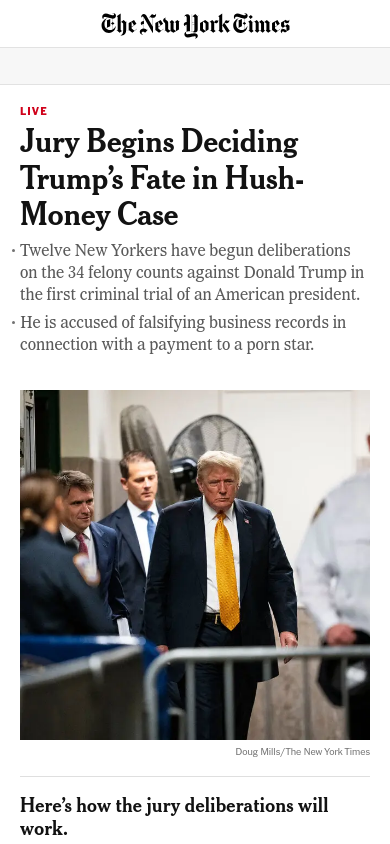 The New York Times
LIVE
Jury Begins Deciding
Trump’s Fate in Hush-
Money Case
· Twelve New Yorkers have begun deliberations
on the 34 felony counts against Donald Trump in
the first criminal trial of an American president.
· He is accused of falsifying business records in
connection with a payment to a porn star.
Doug Mills/The New York Times
Here’s how the jury deliberations will
work.